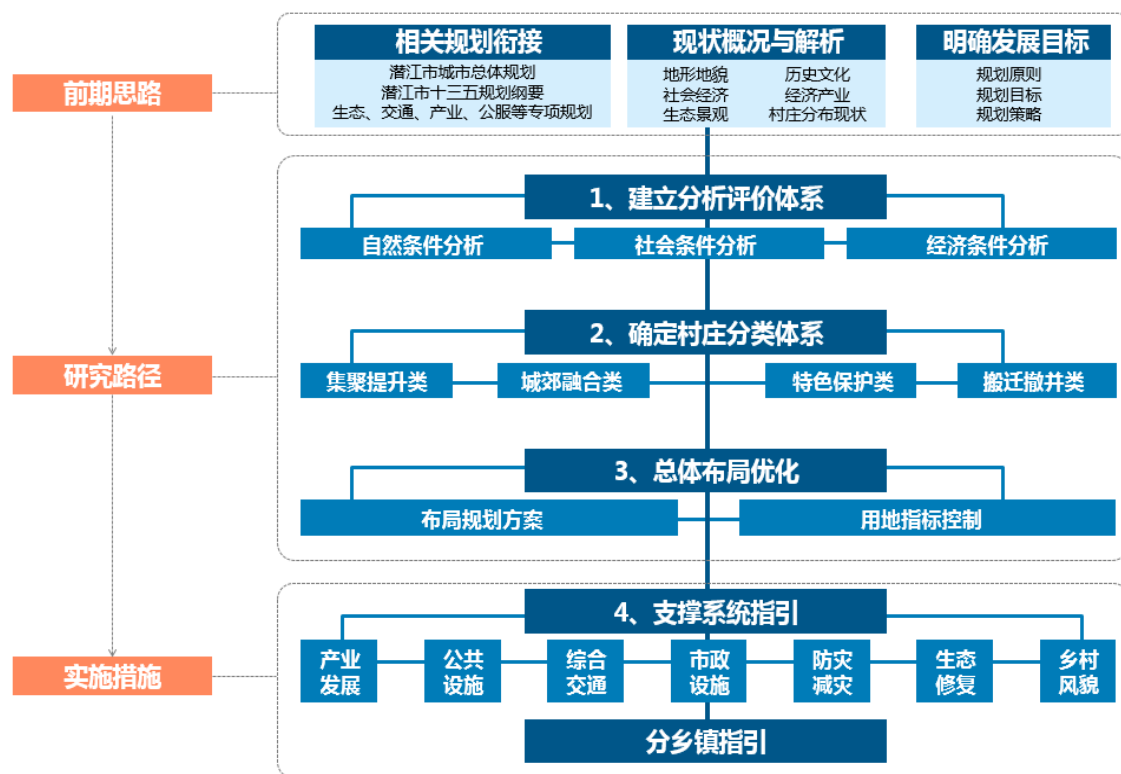 相关规划衔接
潜江市城市总体规划
潜江市十三五规划纲要
生态、交通、产业、公服等专项规划
现状概况与解析
地形地貌 历史文化
社会经济 经济产业
生态景观 村庄分布现状
明确发展目标
规划原则
规划目标
规划策略
前期思路
1、建立分析评价体系
自然条件分析
社会条件分析
经济条件分析
2、确定村庄分类体系
研究路径
集聚提升类
城郊融合类
特色保护类
搬迁撤并类
3、总体布局优化
布局规划方案
用地指标控制
4、支撑系统指引
实施措施
产业
发展
公共
设施
综合
交通
市政
设施
防灾
减灾
生态
修复
乡村
风貌
分乡镇指引